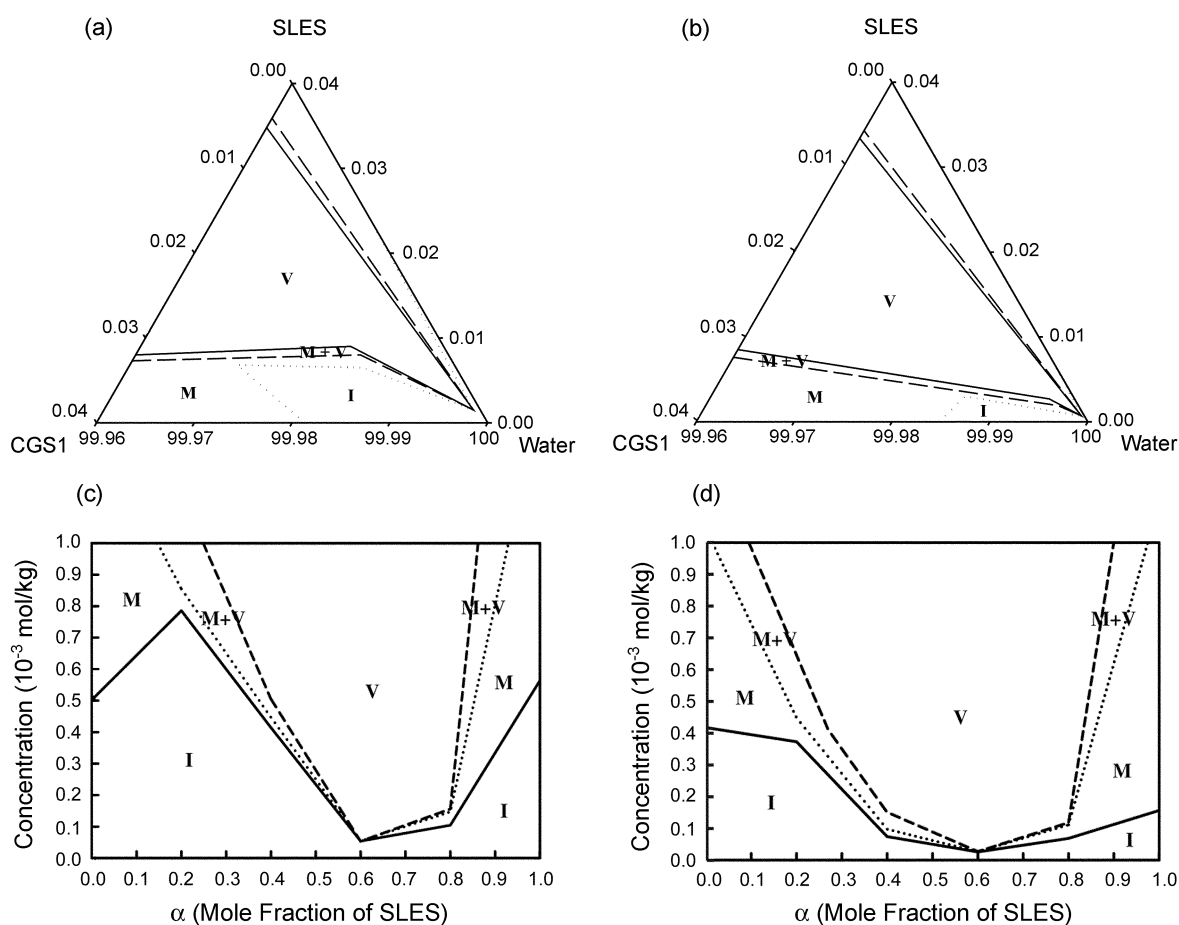 (a)
SLES
0.00
0.04
0.01
0.03
0.02
0.02
V
0.03
0.01
M + V
M
I
0.04
0.00
99.96
99.97
99.98
99.99
100
CGS1
Water
(b)
SLES
0.00
0.04
0.01
0.03
0.02
0.02
V
0.03
0.01
M + V
M
I
0.04
0.00
99.96
99.97
99.98
99.99
100
CGS1
Water
(c)
Concentration (10⁻³ mol/kg)
1.0
0.9
0.8
0.7
0.6
0.5
0.4
0.3
0.2
0.1
0.0
M
M+V
M+V
V
M
I
I
0.0 0.1 0.2 0.3 0.4 0.5 0.6 0.7 0.8 0.9 1.0
α (Mole Fraction of SLES)
(d)
Concentration (10⁻³ mol/kg)
1.0
0.9
0.8
0.7
0.6
0.5
0.4
0.3
0.2
0.1
0.0
M+V
M+V
M
V
M
I
I
0.0 0.1 0.2 0.3 0.4 0.5 0.6 0.7 0.8 0.9 1.0
α (Mole Fraction of SLES)